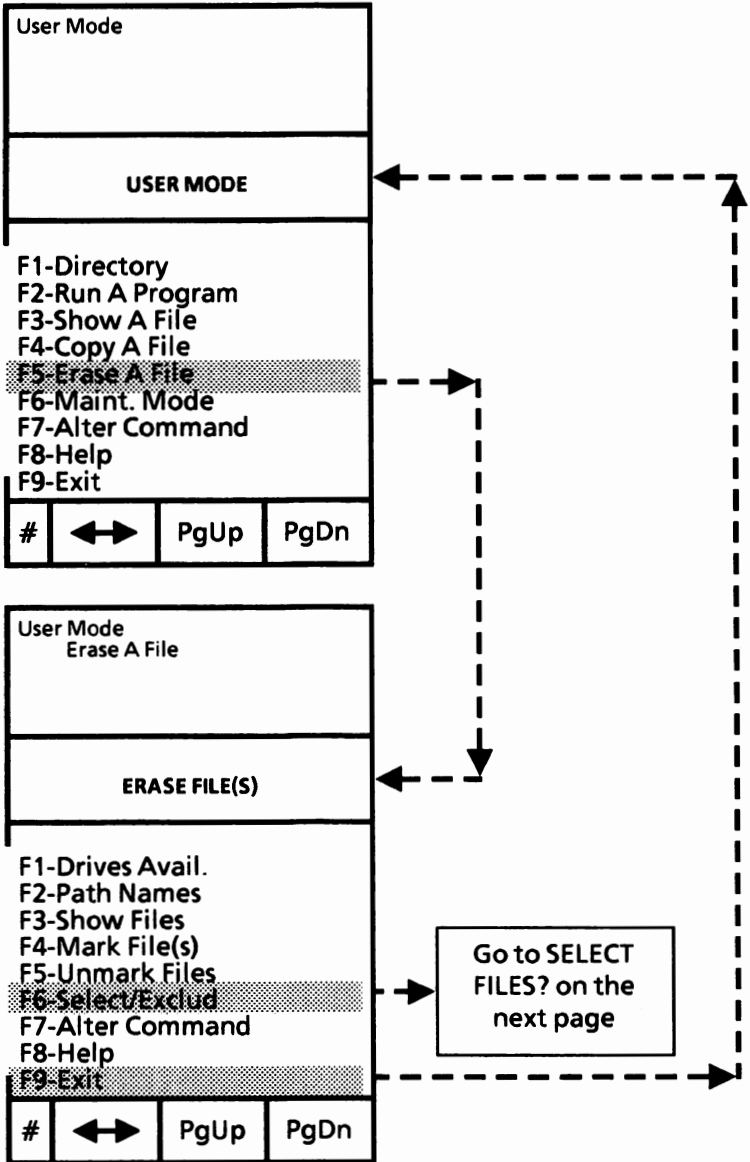 User Mode
USER MODE
F1-Directory
F2-Run A Program
F3-Show A File
F4-Copy A File
F5-Erase A File
F6-Maint. Mode
F7-Alter Command
F8-Help
F9-Exit
# PgUp PgDn
User Mode
Erase A File
ERASE FILE(S)
F1-Drives Avail.
F2-Path Names
F3-Show Files
F4-Mark File(s)
F5-Unmark Files
F6-Select/Exclud
F7-Alter Command
F8-Help
F9-Exit
Go to SELECT
FILES? on the
next page
# PgUp PgDn